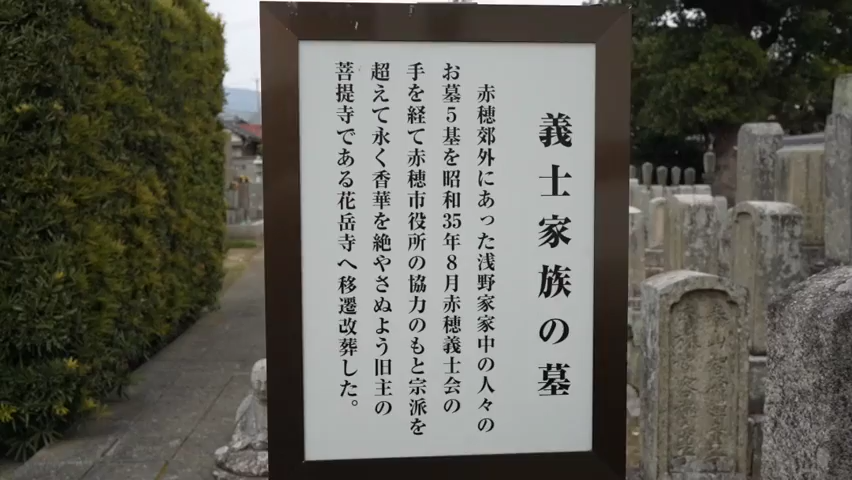 義士家族の墓
赤穂郊外にあった浅野家家中の人々の
お墓5基を昭和35年8月赤穂義士会の
手を経て赤穂市役所の協力のもと宗派を
超えて永く香華を絶やさぬよう旧主の
菩提寺である花岳寺へ移遷改葬した。